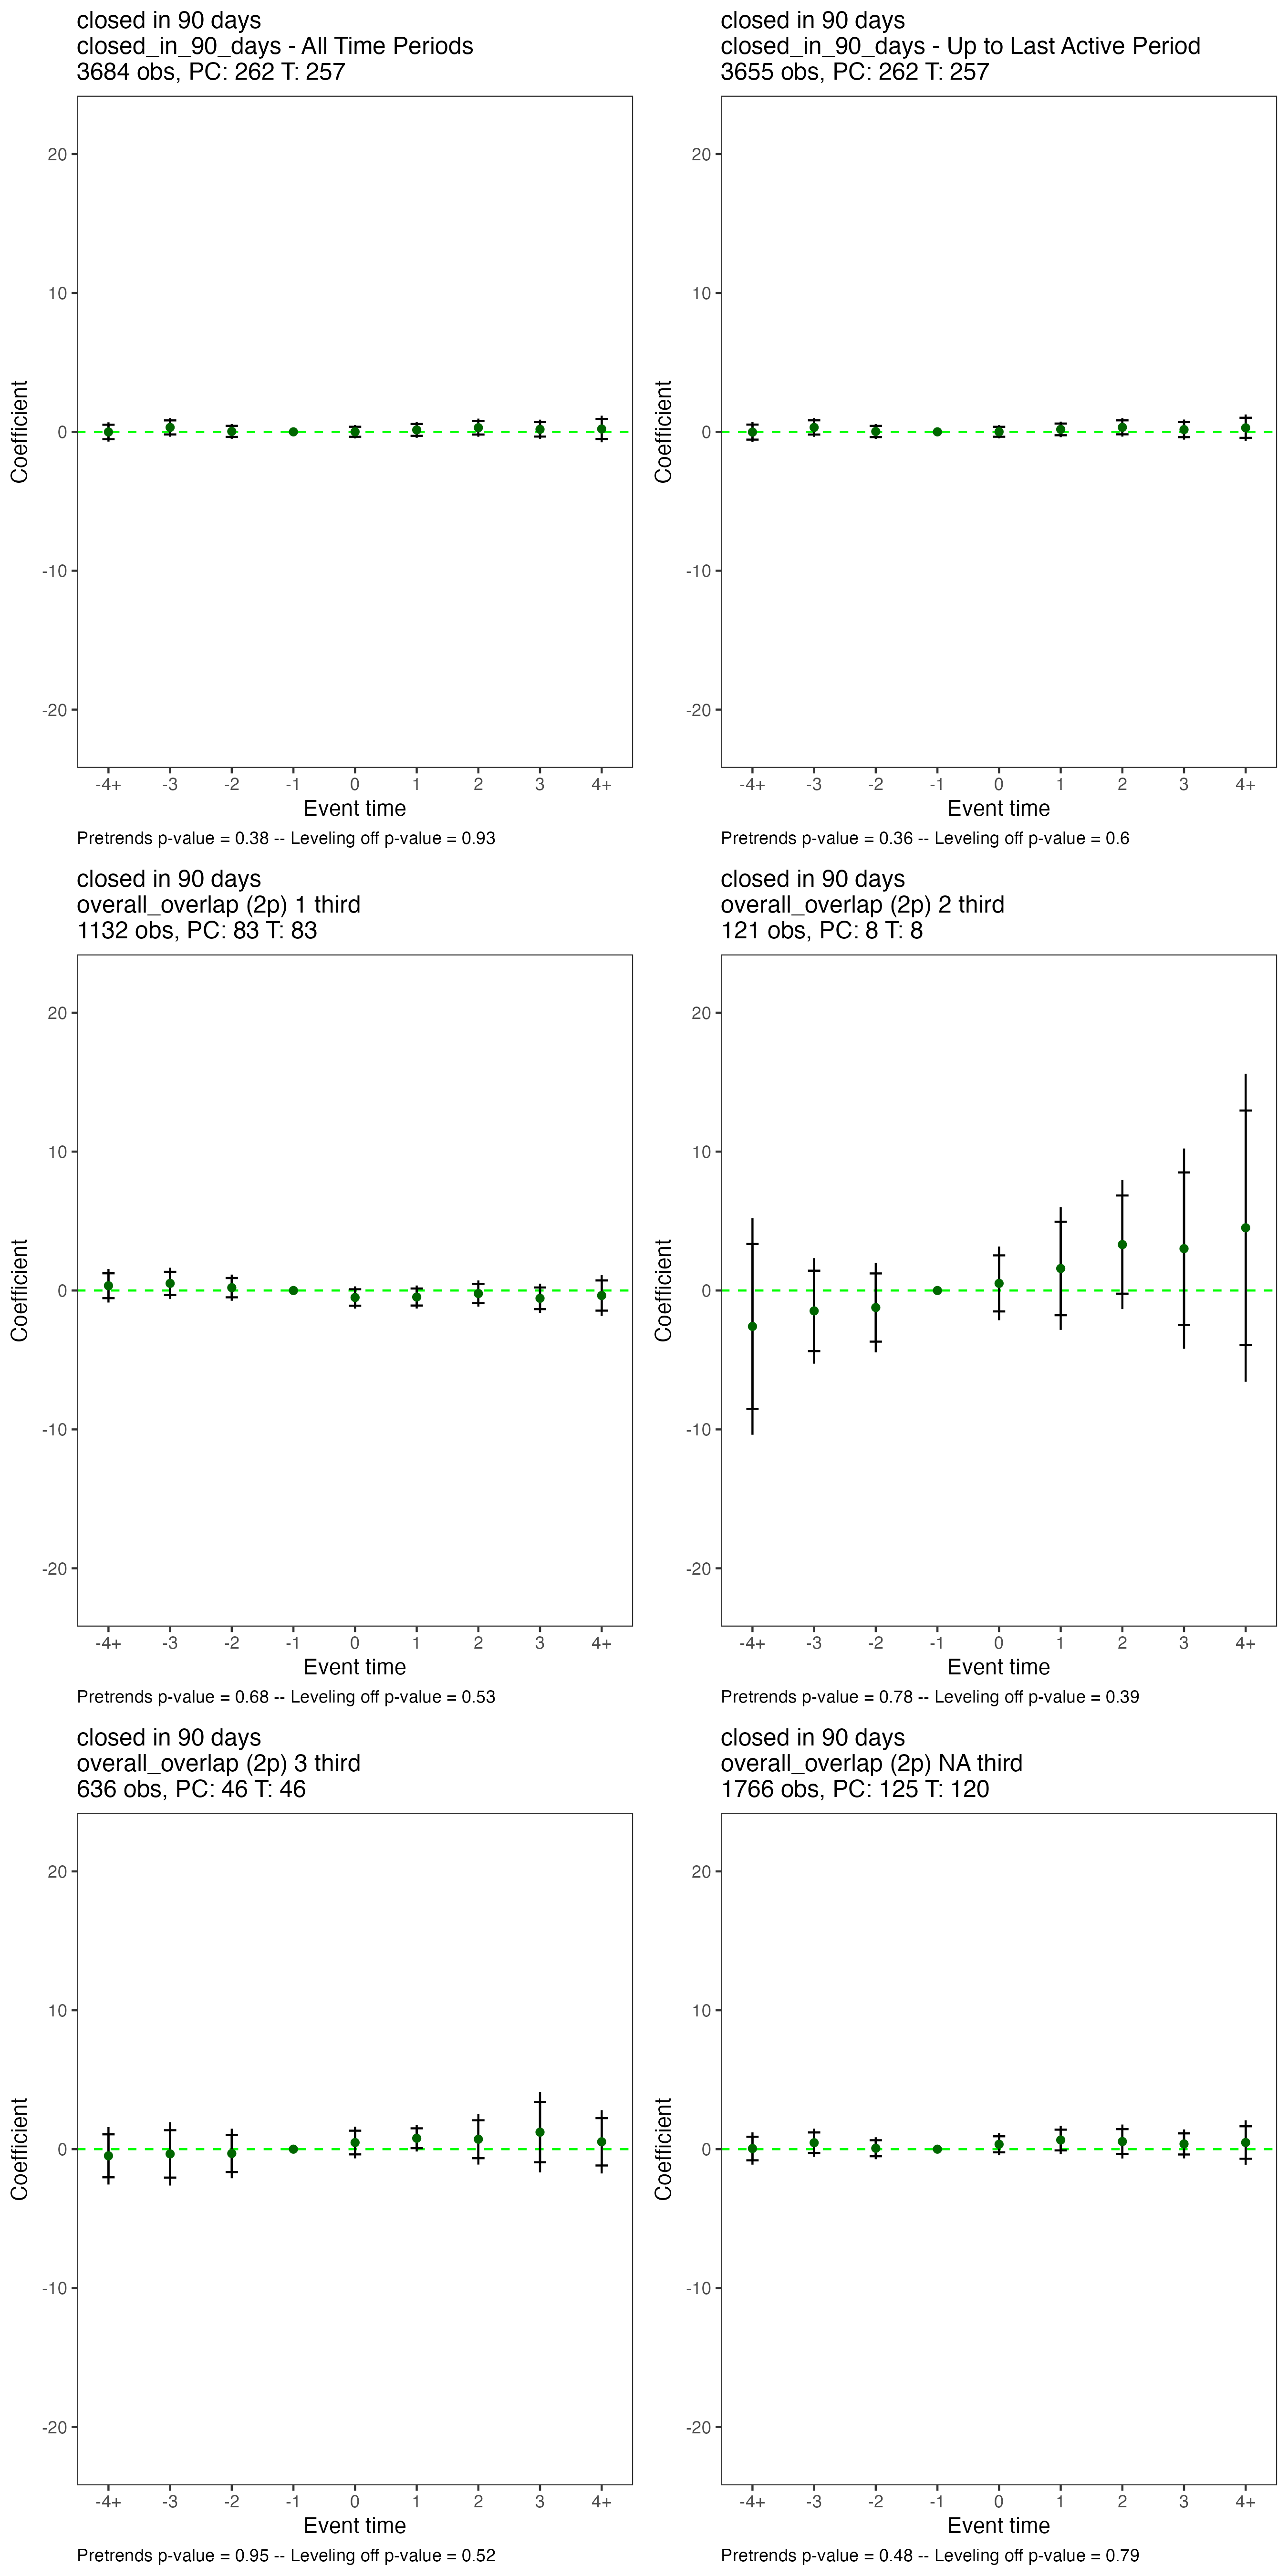 closed in 90 days
closed_in_90_days - All Time Periods
3684 obs, PC: 262 T: 257
20
10
0
-10
-20
Coefficient
-4+ -3 -2 -1 0 1 2 3 4+
Event time
Pretrends p-value = 0.38 -- Leveling off p-value = 0.93
closed in 90 days
closed_in_90_days - Up to Last Active Period
3655 obs, PC: 262 T: 257
20
10
0
-10
-20
Coefficient
-4+ -3 -2 -1 0 1 2 3 4+
Event time
Pretrends p-value = 0.36 -- Leveling off p-value = 0.6
closed in 90 days
overall_overlap (2p) 1 third
1132 obs, PC: 83 T: 83
20
10
0
-10
-20
Coefficient
-4+ -3 -2 -1 0 1 2 3 4+
Event time
Pretrends p-value = 0.68 -- Leveling off p-value = 0.53
closed in 90 days
overall_overlap (2p) 2 third
121 obs, PC: 8 T: 8
20
10
0
-10
-20
Coefficient
-4+ -3 -2 -1 0 1 2 3 4+
Event time
Pretrends p-value = 0.78 -- Leveling off p-value = 0.39
closed in 90 days
overall_overlap (2p) 3 third
636 obs, PC: 46 T: 46
20
10
0
-10
-20
Coefficient
-4+ -3 -2 -1 0 1 2 3 4+
Event time
Pretrends p-value = 0.95 -- Leveling off p-value = 0.52
closed in 90 days
overall_overlap (2p) NA third
1766 obs, PC: 125 T: 120
20
10
0
-10
-20
Coefficient
-4+ -3 -2 -1 0 1 2 3 4+
Event time
Pretrends p-value = 0.48 -- Leveling off p-value = 0.79